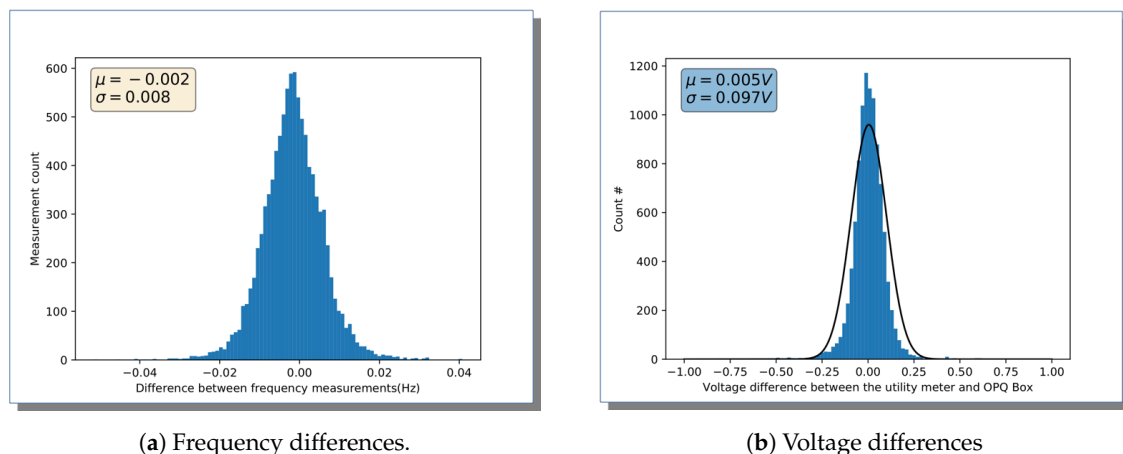 μ = −0.002
σ = 0.008
600
500
400
300
200
100
0
Measurement count
−0.04 −0.02 0.00 0.02 0.04
Difference between frequency measurements(Hz)
(a) Frequency differences.
μ = 0.005V
σ = 0.097V
1200
1000
800
600
400
200
0
Count #
−1.00 −0.75 −0.50 −0.25 0.00 0.25 0.50 0.75 1.00
Voltage difference between the utility meter and OPQ Box
(b) Voltage differences